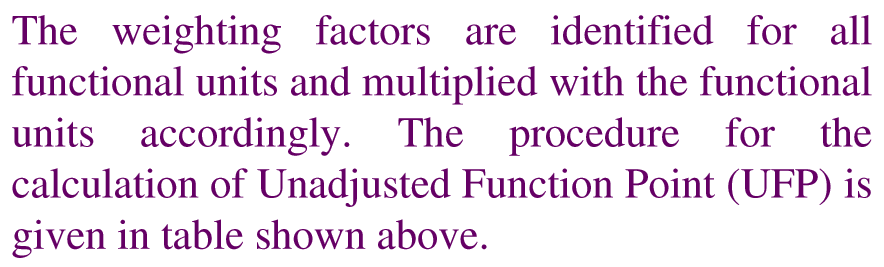 The weighting factors are identified for all
functional units and multiplied with the functional
units accordingly. The procedure for the
calculation of Unadjusted Function Point (UFP) is
given in table shown above.